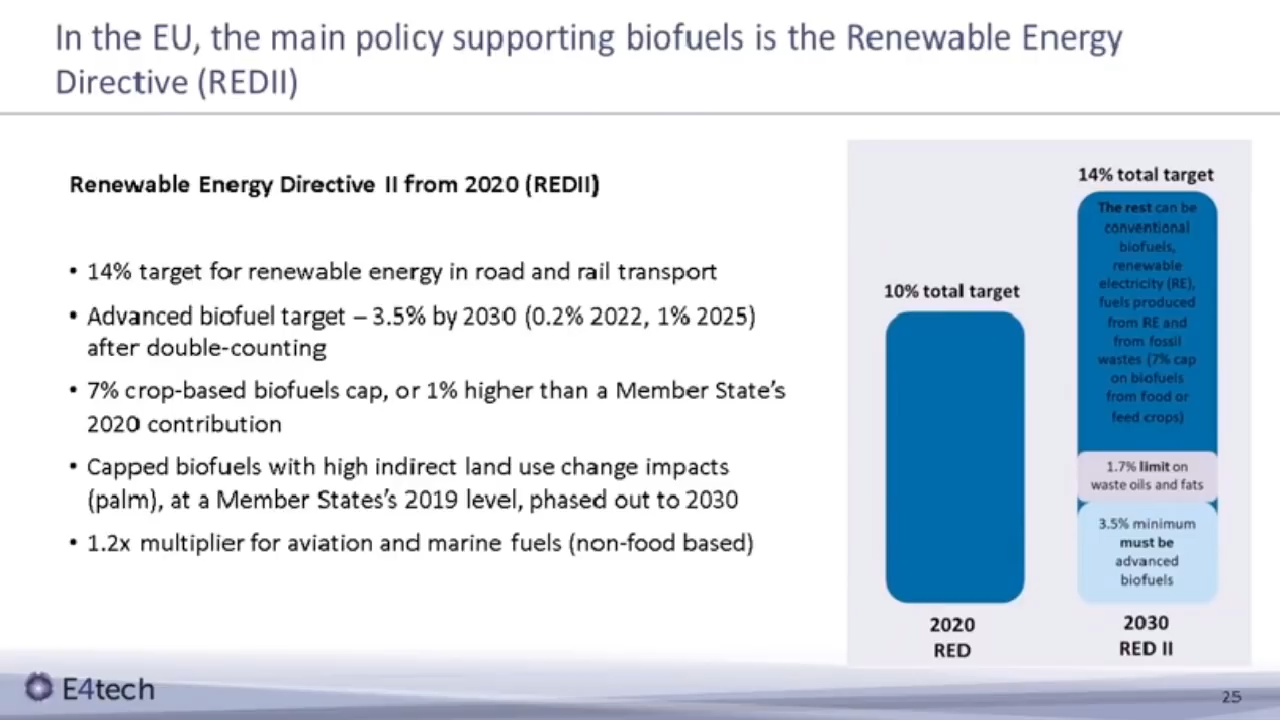 In the EU, the main policy supporting biofuels is the Renewable Energy
Directive (REDII)
Renewable Energy Directive II from 2020 (REDII)
• 14% target for renewable energy in road and rail transport
• Advanced biofuel target – 3.5% by 2030 (0.2% 2022, 1% 2025)
after double-counting
• 7% crop-based biofuels cap, or 1% higher than a Member State's
2020 contribution
• Capped biofuels with high indirect land use change impacts
(palm), at a Member States's 2019 level, phased out to 2030
• 1.2x multiplier for aviation and marine fuels (non-food based)
10% total target
2020
RED
14% total target
The rest can be
conventional
biofuels,
renewable
electricity (RE),
fuels produced
from RE and
from fossil
wastes (7% cap
on biofuels
from food or
feed crops)
1.7% limit on
waste oils and fats
3.5% minimum
must be
advanced
biofuels
2030
RED II
E4tech
25